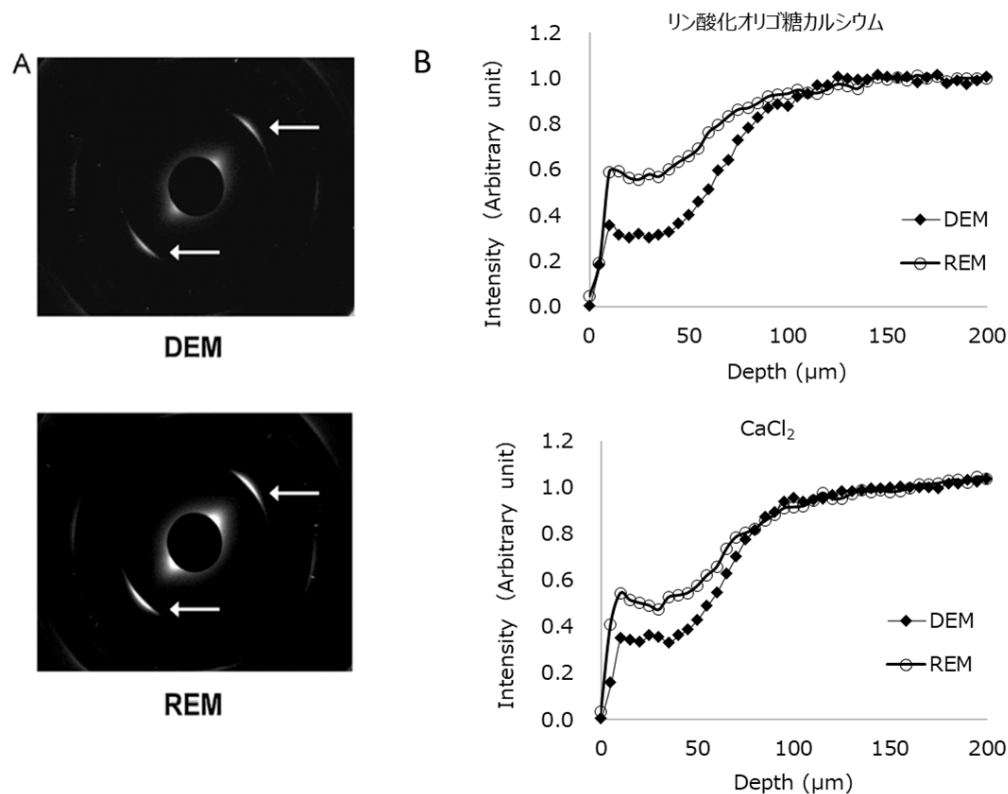 A
DEM
REM
B
リン酸化オリゴ糖カルシウム
Intensity (Arbitrary unit)
1.2
1.0
0.8
0.6
0.4
0.2
0.0
DEM
REM
0 50 100 150 200
Depth (µm)
CaCl₂
Intensity (Arbitrary unit)
1.2
1.0
0.8
0.6
0.4
0.2
0.0
DEM
REM
0 50 100 150 200
Depth (µm)